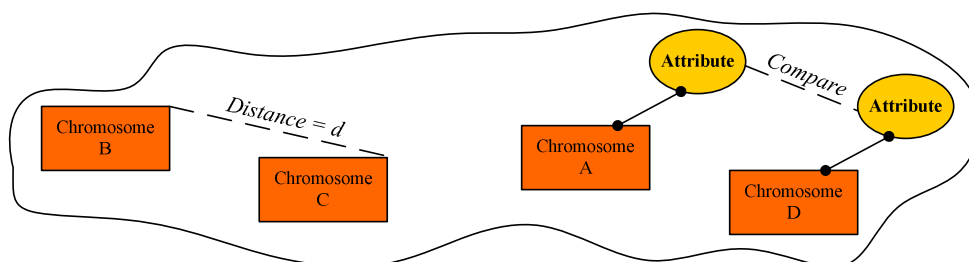 Attribute
Compare
Attribute
Distance = d
Chromosome
B
Chromosome
A
Chromosome
C
Chromosome
D